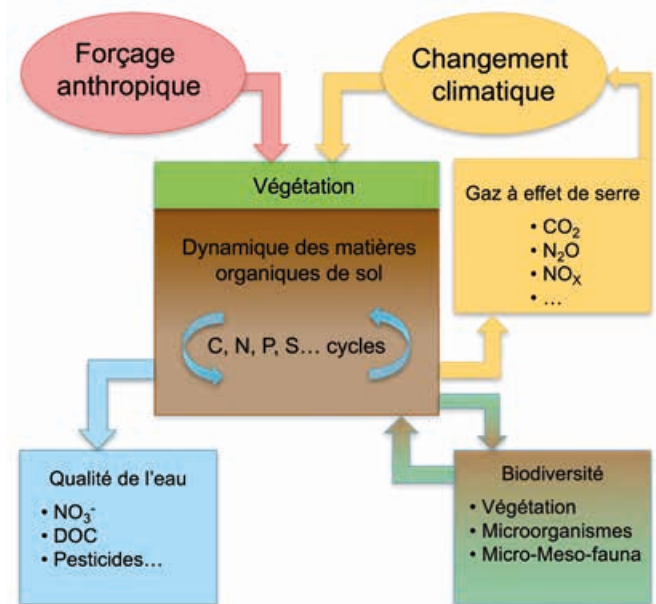 Forçage
anthropique
Changement
climatique
Végétation
Dynamique des matières
organiques de sol
C, N, P, S… cycles
Gaz à effet de serre
• CO₂
• N₂O
• NOₓ
• …
Qualité de l'eau
• NO₃⁻
• DOC
• Pesticides…
Biodiversité
• Végétation
• Microorganismes
• Micro-Meso-fauna